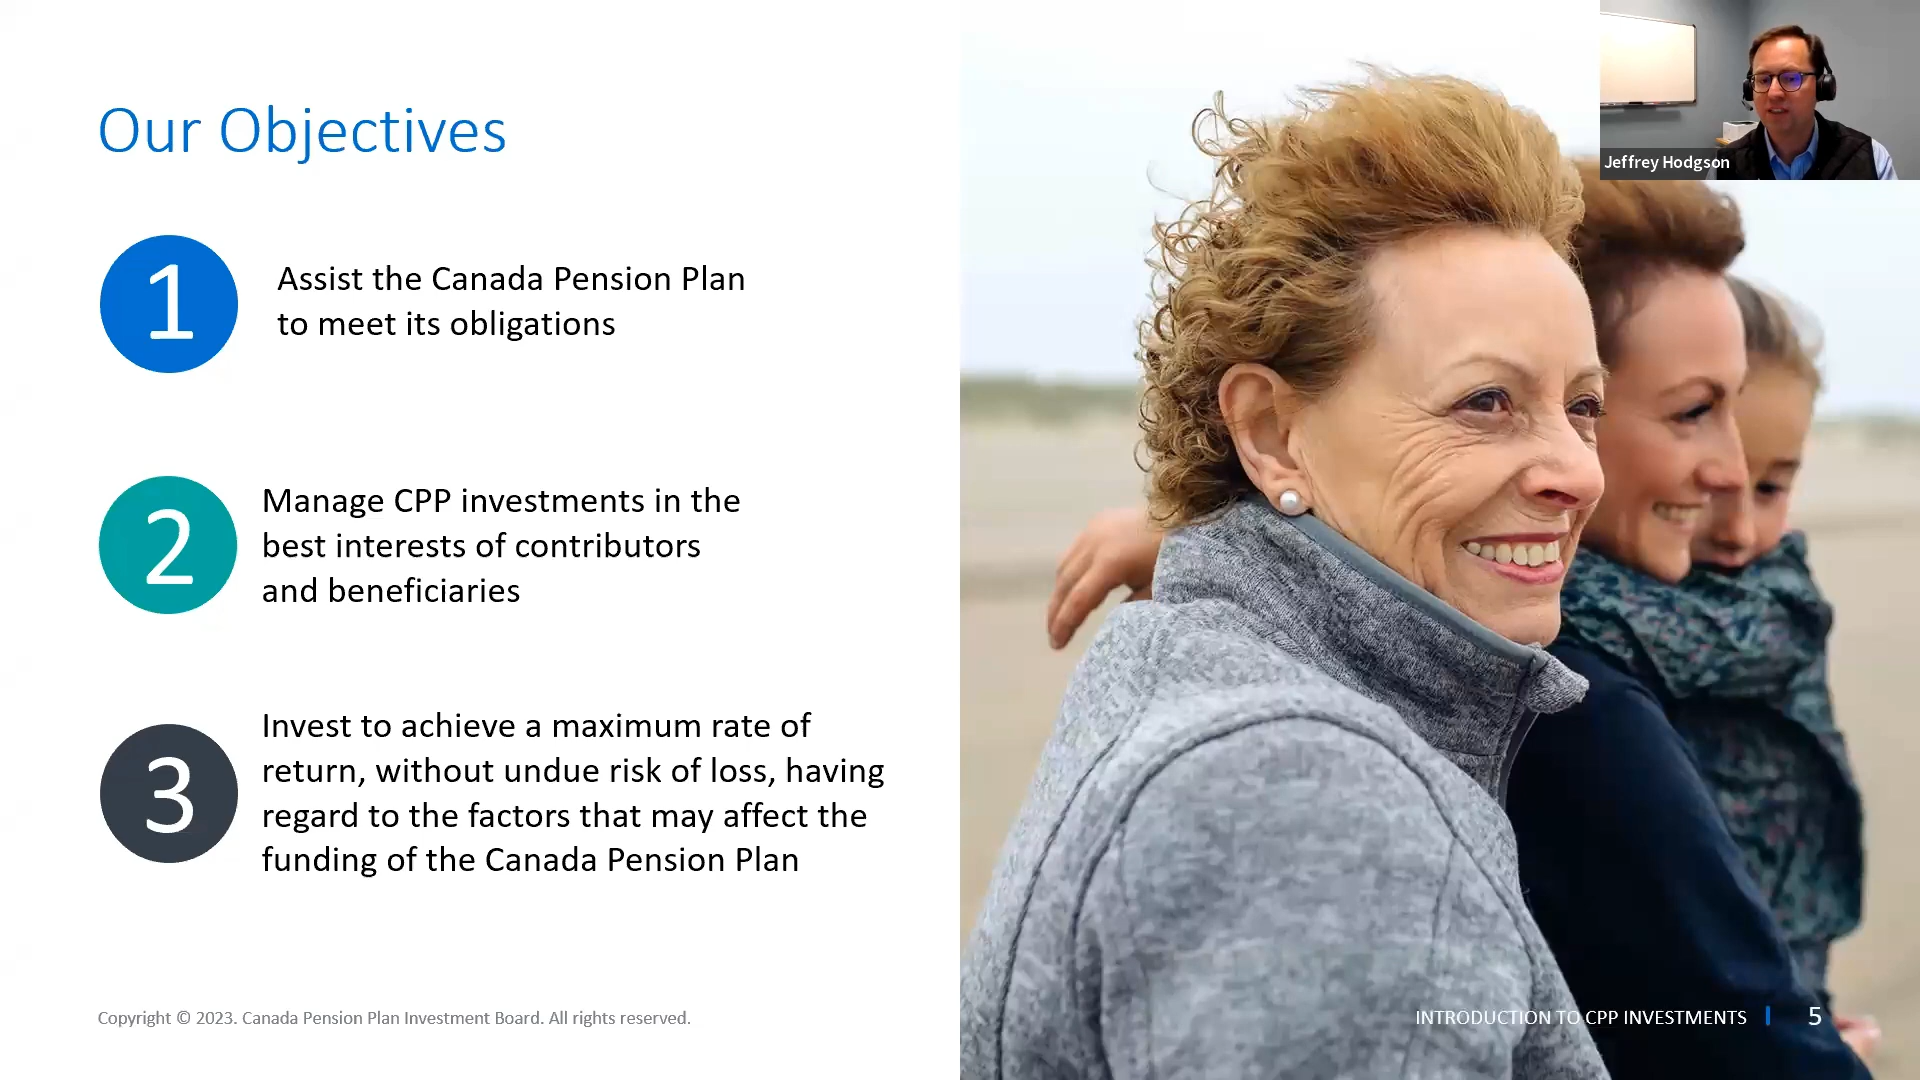 Our Objectives
1
Assist the Canada Pension Plan
to meet its obligations
2
Manage CPP investments in the
best interests of contributors
and beneficiaries
3
Invest to achieve a maximum rate of
return, without undue risk of loss, having
regard to the factors that may affect the
funding of the Canada Pension Plan
Copyright © 2023. Canada Pension Plan Investment Board. All rights reserved.
Jeffrey Hodgson
INTRODUCTION TO CPP INVESTMENTS 5